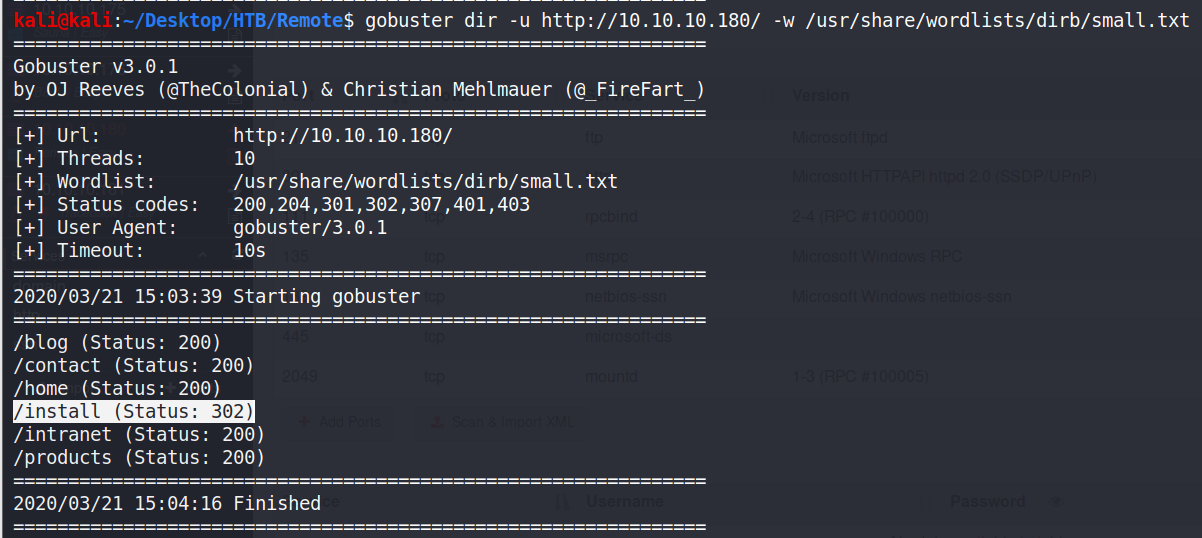 kali@kali:~/Desktop/HTB/Remote$ gobuster dir -u http://10.10.10.180/ -w /usr/share/wordlists/dirb/small.txt
===============================================================
Gobuster v3.0.1
by OJ Reeves (@TheColonial) & Christian Mehlmauer (@_FireFart_)
===============================================================
[+] Url:            http://10.10.10.180/
[+] Threads:        10
[+] Wordlist:       /usr/share/wordlists/dirb/small.txt
[+] Status codes:   200,204,301,302,307,401,403
[+] User Agent:     gobuster/3.0.1
[+] Timeout:        10s
===============================================================
2020/03/21 15:03:39 Starting gobuster
===============================================================
/blog (Status: 200)
/contact (Status: 200)
/home (Status: 200)
/install (Status: 302)
/intranet (Status: 200)
/products (Status: 200)
===============================================================
2020/03/21 15:04:16 Finished
===============================================================
Version
ftp Microsoft ftpd
Microsoft HTTPAPI httpd 2.0 (SSDP/UPnP)
rpcbind 2-4 (RPC #100000)
135 tcp msrpc Microsoft Windows RPC
tcp netbios-ssn Microsoft Windows netbios-ssn
445 tcp microsoft-ds
2049 tcp mountd 1-3 (RPC #100005)
Add Ports Scan & Import XML
Username Password